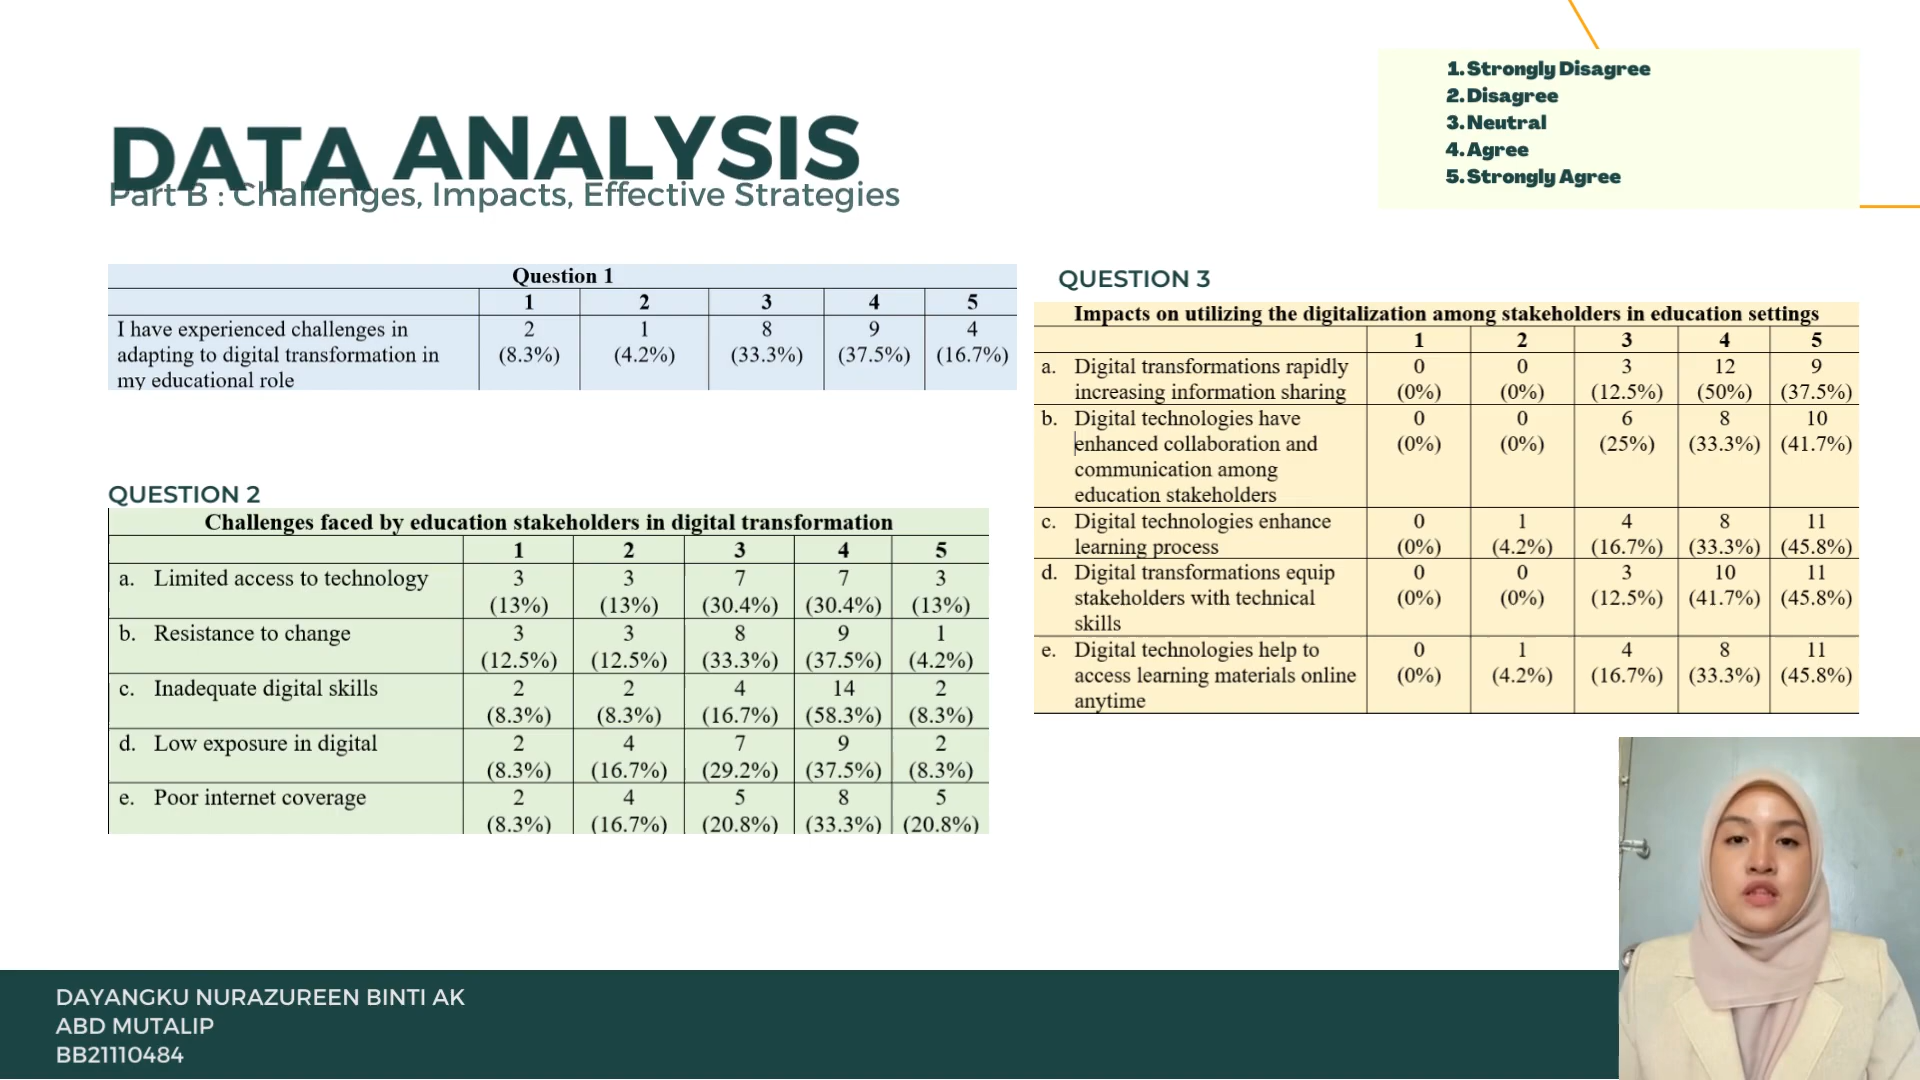 DATA ANALYSIS
Part B : Challenges, Impacts, Effective Strategies
1. Strongly Disagree
2. Disagree
3. Neutral
4. Agree
5. Strongly Agree
Question 1
1 2 3 4 5
I have experienced challenges in 2 1 8 9 4
adapting to digital transformation in (8.3%) (4.2%) (33.3%) (37.5%) (16.7%)
my educational role
QUESTION 2
Challenges faced by education stakeholders in digital transformation
1 2 3 4 5
a. Limited access to technology 3 3 7 7 3
(13%) (13%) (30.4%) (30.4%) (13%)
b. Resistance to change 3 3 8 9 1
(12.5%) (12.5%) (33.3%) (37.5%) (4.2%)
c. Inadequate digital skills 2 2 4 14 2
(8.3%) (8.3%) (16.7%) (58.3%) (8.3%)
d. Low exposure in digital 2 4 7 9 2
(8.3%) (16.7%) (29.2%) (37.5%) (8.3%)
e. Poor internet coverage 2 4 5 8 5
(8.3%) (16.7%) (20.8%) (33.3%) (20.8%)
QUESTION 3
Impacts on utilizing the digitalization among stakeholders in education settings
1 2 3 4 5
a. Digital transformations rapidly 0 0 3 12 9
increasing information sharing (0%) (0%) (12.5%) (50%) (37.5%)
b. Digital technologies have 0 0 6 8 10
enhanced collaboration and (0%) (0%) (25%) (33.3%) (41.7%)
communication among
education stakeholders
c. Digital technologies enhance 0 1 4 8 11
learning process (0%) (4.2%) (16.7%) (33.3%) (45.8%)
d. Digital transformations equip 0 0 3 10 11
stakeholders with technical (0%) (0%) (12.5%) (41.7%) (45.8%)
skills
e. Digital technologies help to 0 1 4 8 11
access learning materials online (0%) (4.2%) (16.7%) (33.3%) (45.8%)
anytime
DAYANGKU NURAZUREEN BINTI AK
ABD MUTALIP
BB21110484